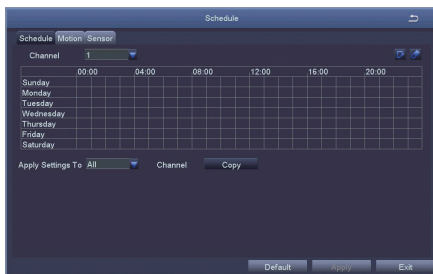 Schedule
Schedule Motion Sensor
Channel 1
00:00 04:00 08:00 12:00 16:00 20:00
Sunday
Monday
Tuesday
Wednesday
Thursday
Friday
Saturday
Apply Settings To All Channel Copy
Default Apply Exit